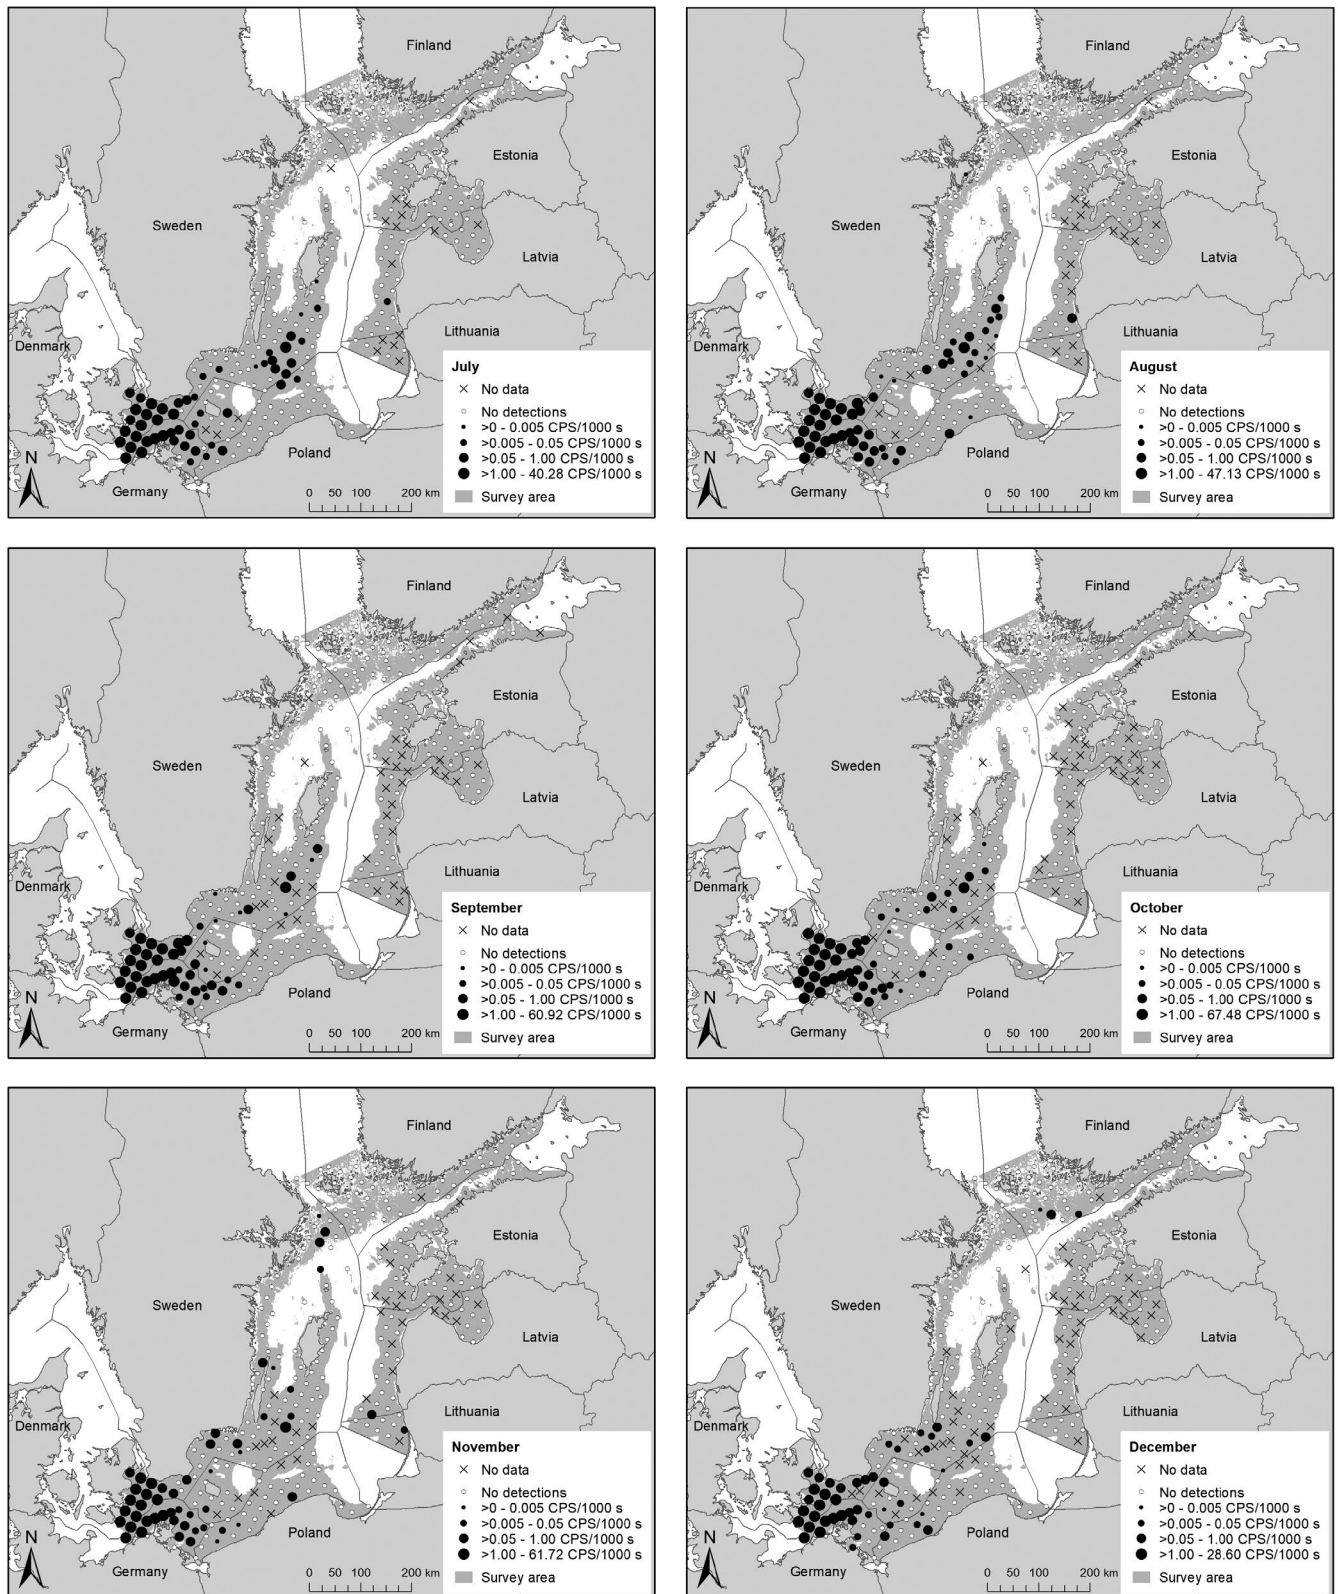 Finland
Estonia
Sweden
Latvia
Lithuania
Denmark
July
× No data
No detections
>0 - 0.005 CPS/1000 s
>0.005 - 0.05 CPS/1000 s
>0.05 - 1.00 CPS/1000 s
>1.00 - 40.28 CPS/1000 s
Survey area
Poland
N
Germany
0 50 100 200 km
Finland
Estonia
Sweden
Latvia
Lithuania
Denmark
August
× No data
No detections
>0 - 0.005 CPS/1000 s
>0.005 - 0.05 CPS/1000 s
>0.05 - 1.00 CPS/1000 s
>1.00 - 47.13 CPS/1000 s
Survey area
Poland
N
Germany
0 50 100 200 km
Finland
Estonia
Sweden
Latvia
Lithuania
Denmark
September
× No data
No detections
>0 - 0.005 CPS/1000 s
>0.005 - 0.05 CPS/1000 s
>0.05 - 1.00 CPS/1000 s
>1.00 - 60.92 CPS/1000 s
Survey area
Poland
N
Germany
0 50 100 200 km
Finland
Estonia
Sweden
Latvia
Lithuania
Denmark
October
× No data
No detections
>0 - 0.005 CPS/1000 s
>0.005 - 0.05 CPS/1000 s
>0.05 - 1.00 CPS/1000 s
>1.00 - 67.48 CPS/1000 s
Survey area
Poland
N
Germany
0 50 100 200 km
Finland
Estonia
Sweden
Latvia
Lithuania
Denmark
November
× No data
No detections
>0 - 0.005 CPS/1000 s
>0.005 - 0.05 CPS/1000 s
>0.05 - 1.00 CPS/1000 s
>1.00 - 61.72 CPS/1000 s
Survey area
Poland
N
Germany
0 50 100 200 km
Finland
Estonia
Sweden
Latvia
Lithuania
Denmark
December
× No data
No detections
>0 - 0.005 CPS/1000 s
>0.005 - 0.05 CPS/1000 s
>0.05 - 1.00 CPS/1000 s
>1.00 - 28.60 CPS/1000 s
Survey area
Poland
N
Germany
0 50 100 200 km